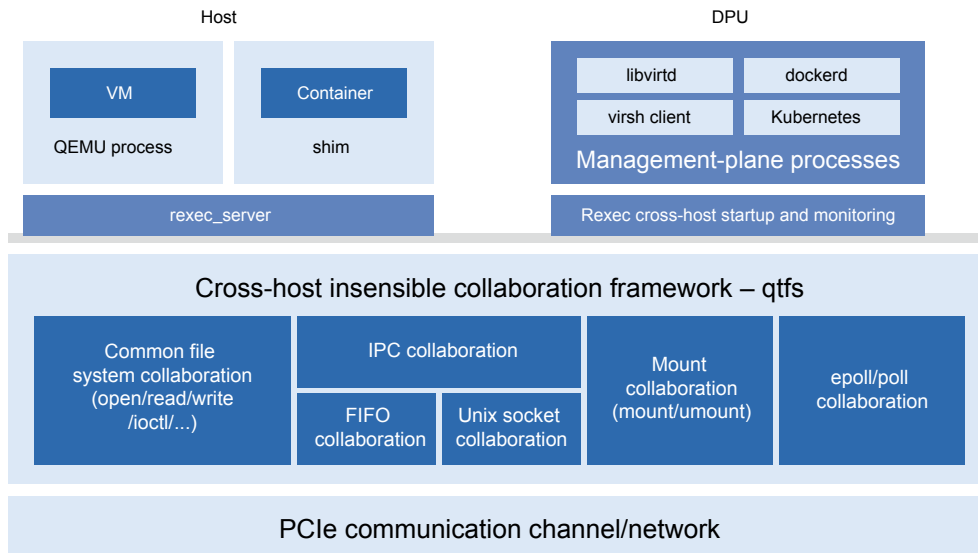 Host
DPU
VM
Container
QEMU process
shim
libvirtd
dockerd
virsh client
Kubernetes
Management-plane processes
rexec_server
Rexec cross-host startup and monitoring
Cross-host insensible collaboration framework – qtfs
Common file
system collaboration
(open/read/write
/ioctl/...)
IPC collaboration
FIFO
collaboration
Unix socket
collaboration
Mount
collaboration
(mount/umount)
epoll/poll
collaboration
PCIe communication channel/network